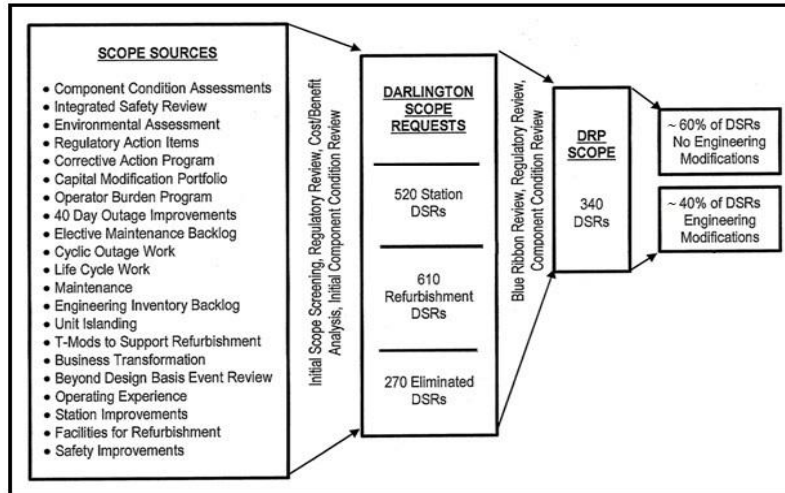 SCOPE SOURCES
• Component Condition Assessments
• Integrated Safety Review
• Environmental Assessment
• Regulatory Action Items
• Corrective Action Program
• Capital Modification Portfolio
• Operator Burden Program
• 40 Day Outage Improvements
• Elective Maintenance Backlog
• Cyclic Outage Work
• Life Cycle Work
• Maintenance
• Engineering Inventory Backlog
• Unit Islanding
• T-Mods to Support Refurbishment
• Business Transformation
• Beyond Design Basis Event Review
• Operating Experience
• Station Improvements
• Facilities for Refurbishment
• Safety Improvements
Initial Scope Screening, Regulatory Review, Cost/Benefit
Analysis, Initial Component Condition Review
DARLINGTON
SCOPE
REQUESTS
520 Station
DSRs
610
Refurbishment
DSRs
270 Eliminated
DSRs
Blue Ribbon Review, Regulatory Review,
Component Condition Review
DRP
SCOPE
340
DSRs
~ 60% of DSRs
No Engineering
Modifications
~ 40% of DSRs
Engineering
Modifications